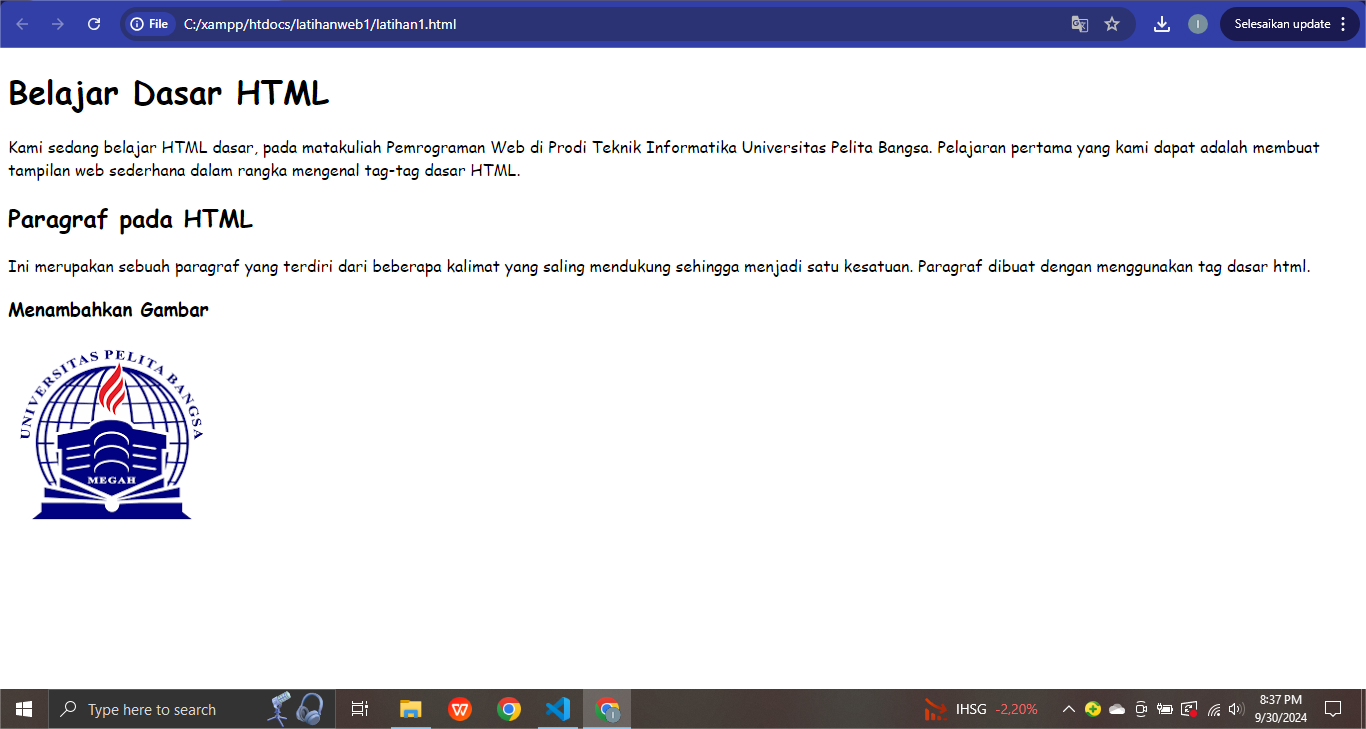 File C:/xampp/htdocs/latihanweb1/latihan1.html Selesaikan update
Belajar Dasar HTML
Kami sedang belajar HTML dasar, pada matakuliah Pemrograman Web di Prodi Teknik Informatika Universitas Pelita Bangsa. Pelajaran pertama yang kami dapat adalah membuat
tampilan web sederhana dalam rangka mengenal tag-tag dasar HTML.
Paragraf pada HTML
Ini merupakan sebuah paragraf yang terdiri dari beberapa kalimat yang saling mendukung sehingga menjadi satu kesatuan. Paragraf dibuat dengan menggunakan tag dasar html.
Menambahkan Gambar
UNIVERSITAS PELITA BANGSA
MEGAH
Type here to search
IHSG -2,20%
8:37 PM
9/30/2024